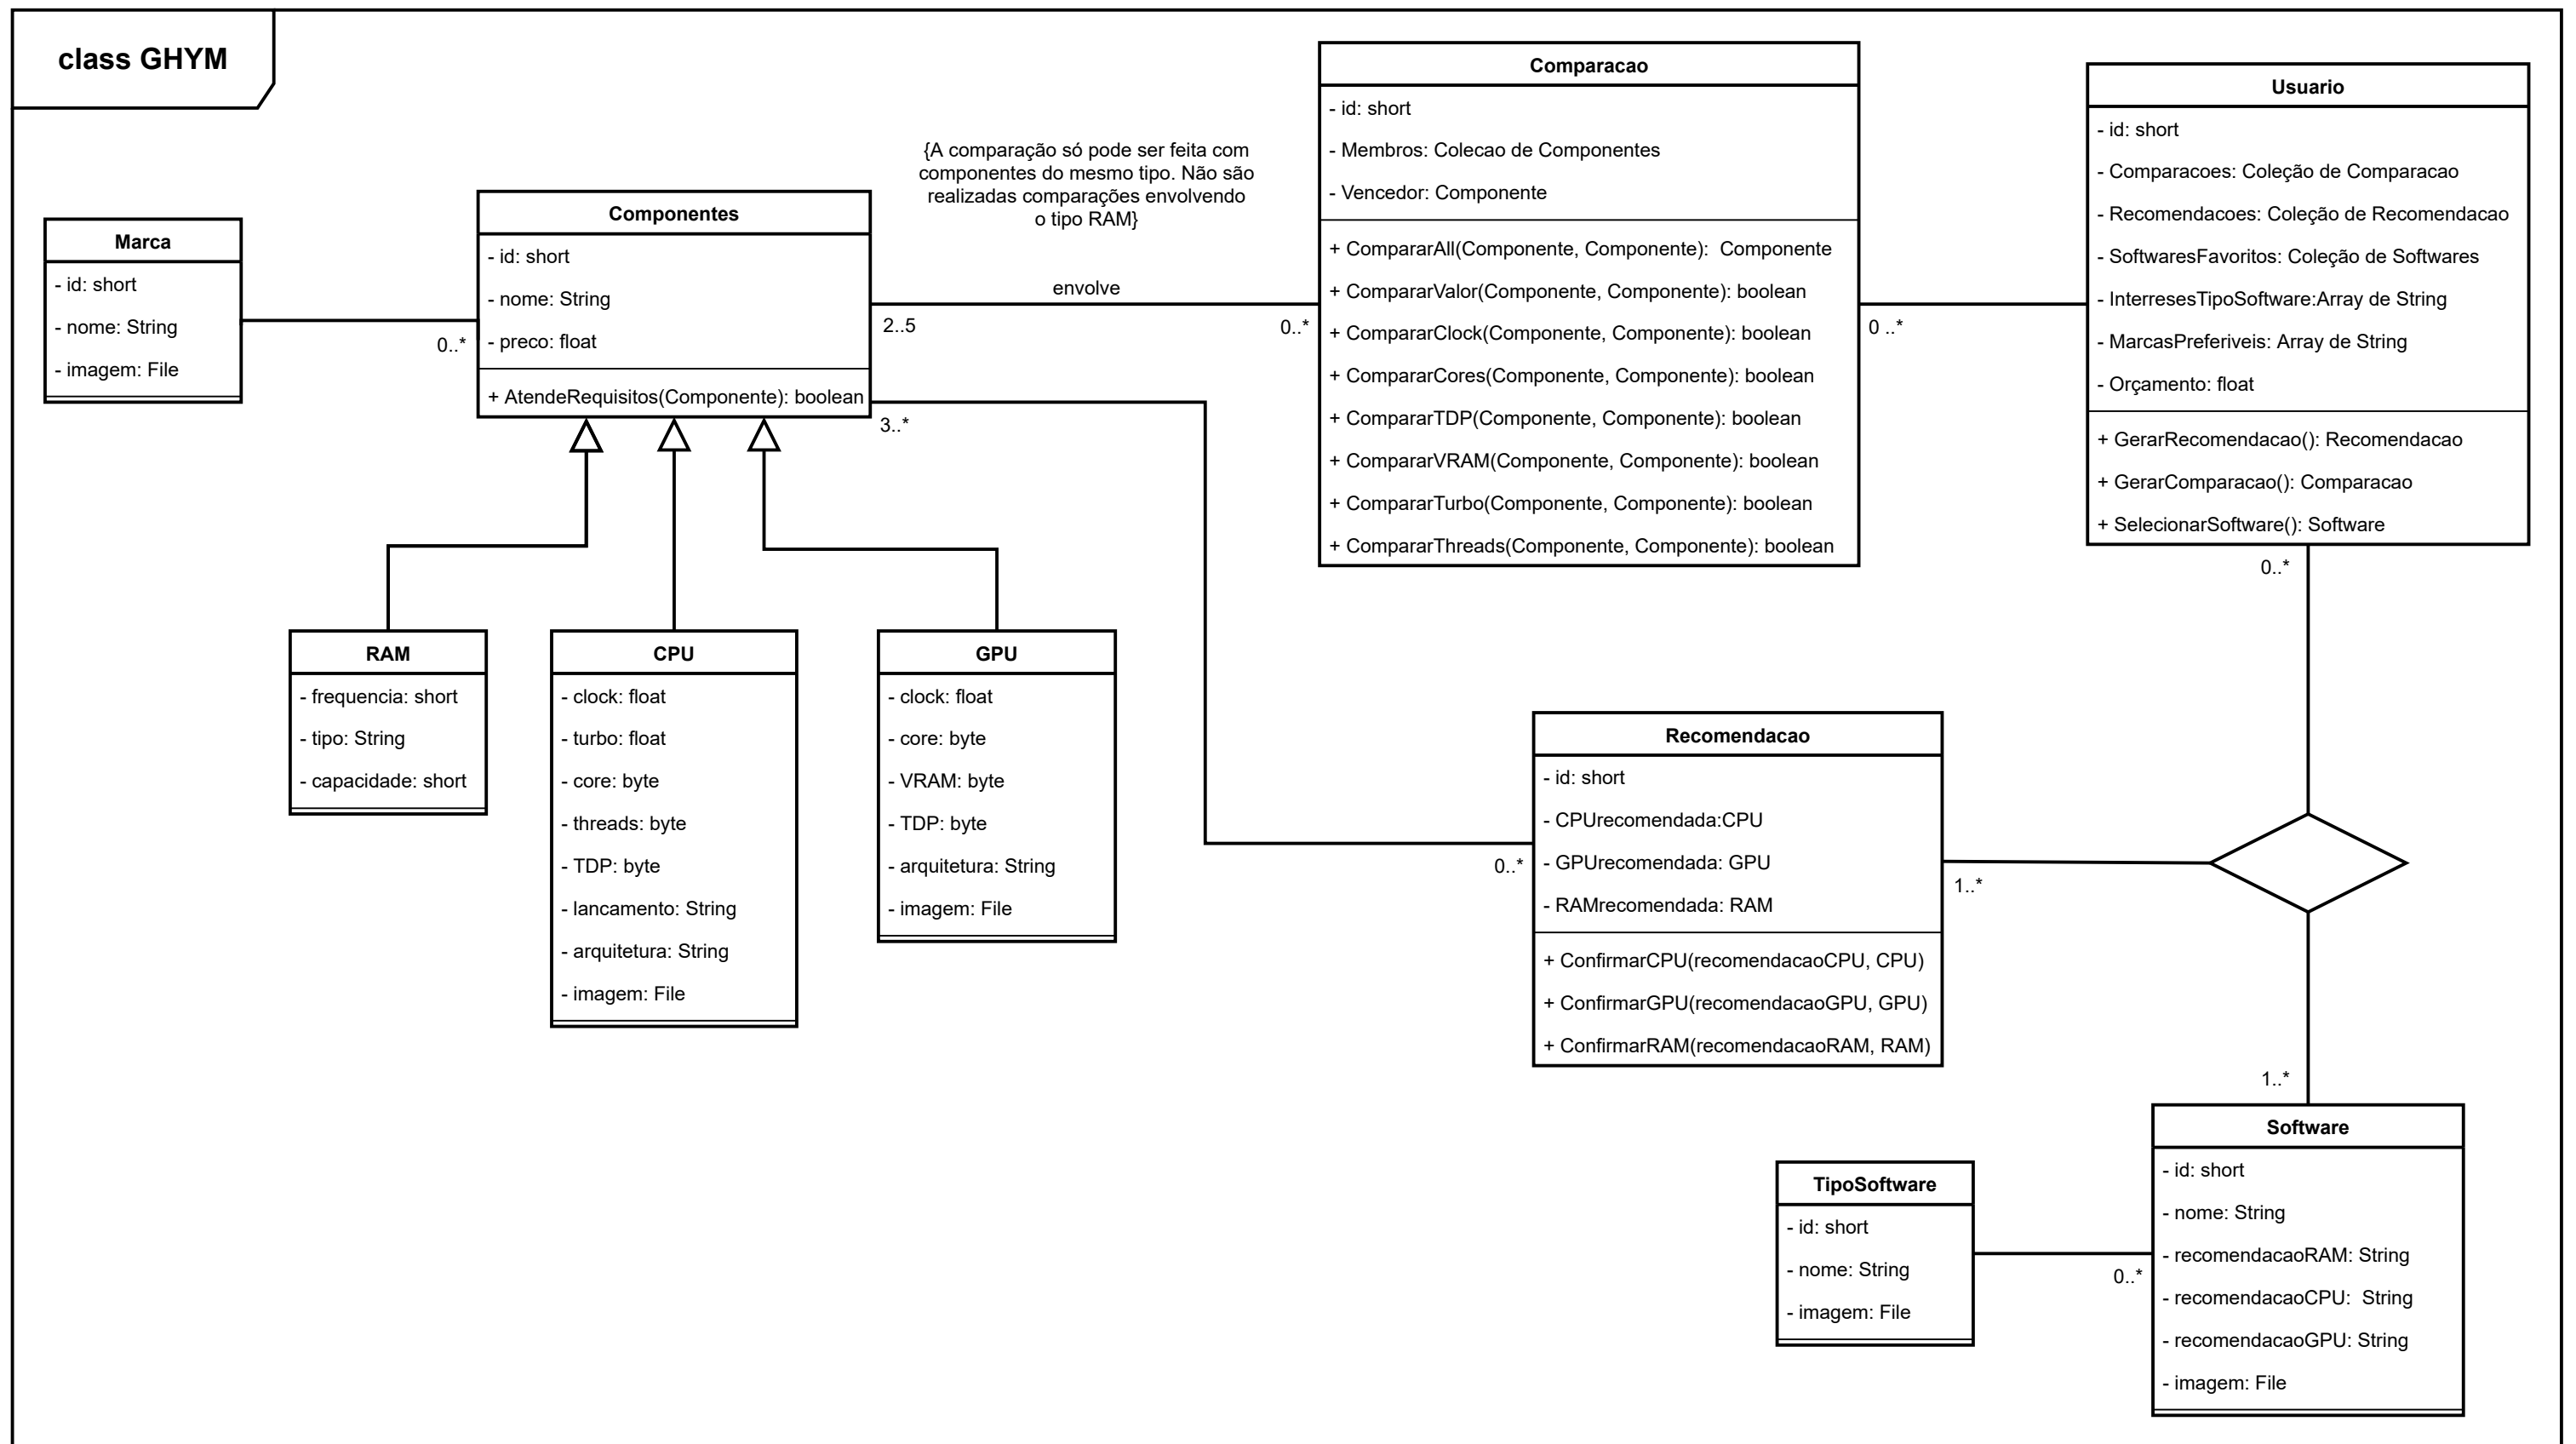 class GHYM
Marca
- id: short
- nome: String
- imagem: File
0..*
Componentes
- id: short
- nome: String
- preco: float
+ AtendeRequisitos(Componente): boolean
{A comparação só pode ser feita com
componentes do mesmo tipo. Não são
realizadas comparações envolvendo
o tipo RAM}
envolve
2..5
0..*
3..*
Comparacao
- id: short
- Membros: Colecao de Componentes
- Vencedor: Componente
+ CompararAll(Componente, Componente):  Componente
+ CompararValor(Componente, Componente): boolean
+ CompararClock(Componente, Componente): boolean
+ CompararCores(Componente, Componente): boolean
+ CompararTDP(Componente, Componente): boolean
+ CompararVRAM(Componente, Componente): boolean
+ CompararTurbo(Componente, Componente): boolean
+ CompararThreads(Componente, Componente): boolean
0 ..*
Usuario
- id: short
- Comparacoes: Coleção de Comparacao
- Recomendacoes: Coleção de Recomendacao
- SoftwaresFavoritos: Coleção de Softwares
- InterresesTipoSoftware:Array de String
- MarcasPreferiveis: Array de String
- Orçamento: float
+ GerarRecomendacao(): Recomendacao
+ GerarComparacao(): Comparacao
+ SelecionarSoftware(): Software
0..*
RAM
- frequencia: short
- tipo: String
- capacidade: short
CPU
- clock: float
- turbo: float
- core: byte
- threads: byte
- TDP: byte
- lancamento: String
- arquitetura: String
- imagem: File
GPU
- clock: float
- core: byte
- VRAM: byte
- TDP: byte
- arquitetura: String
- imagem: File
0..*
Recomendacao
- id: short
- CPUrecomendada:CPU
- GPUrecomendada: GPU
- RAMrecomendada: RAM
+ ConfirmarCPU(recomendacaoCPU, CPU)
+ ConfirmarGPU(recomendacaoGPU, GPU)
+ ConfirmarRAM(recomendacaoRAM, RAM)
1..*
1..*
TipoSoftware
- id: short
- nome: String
- imagem: File
0..*
Software
- id: short
- nome: String
- recomendacaoRAM: String
- recomendacaoCPU:  String
- recomendacaoGPU: String
- imagem: File